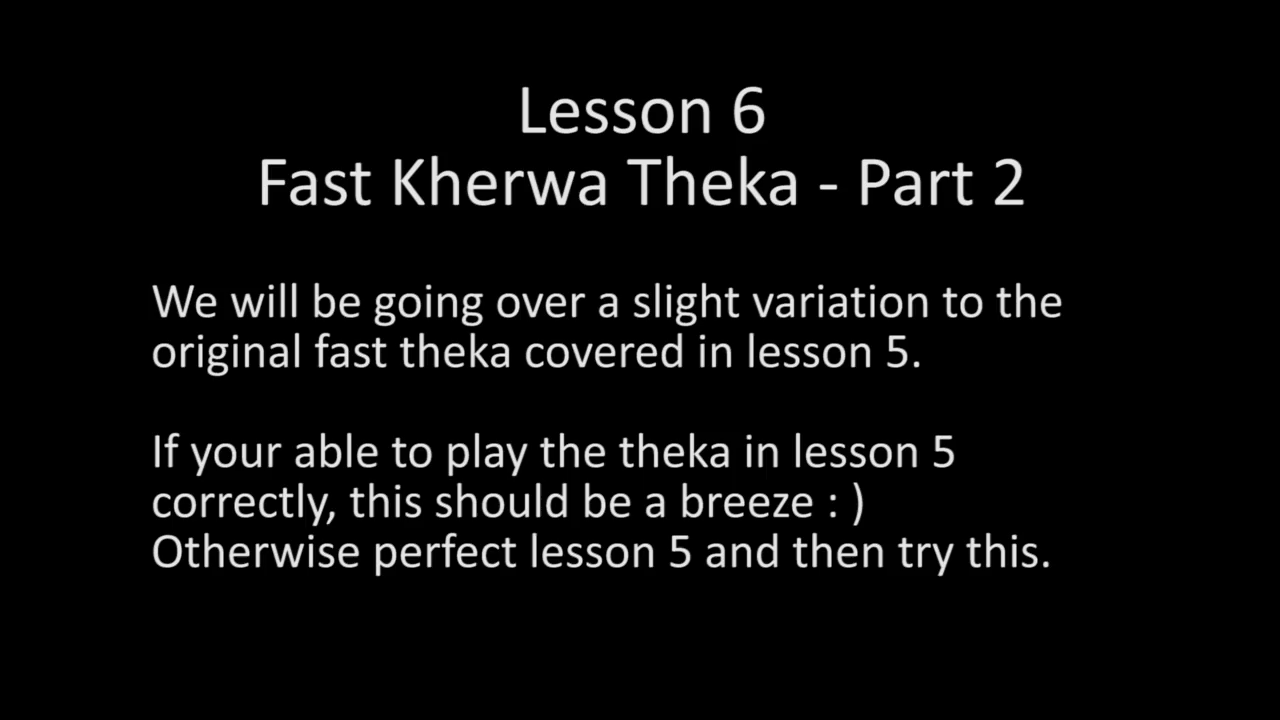 Lesson 6
Fast Kherwa Theka - Part 2
We will be going over a slight variation to the
original fast theka covered in lesson 5.
If your able to play the theka in lesson 5
correctly, this should be a breeze : )
Otherwise perfect lesson 5 and then try this.